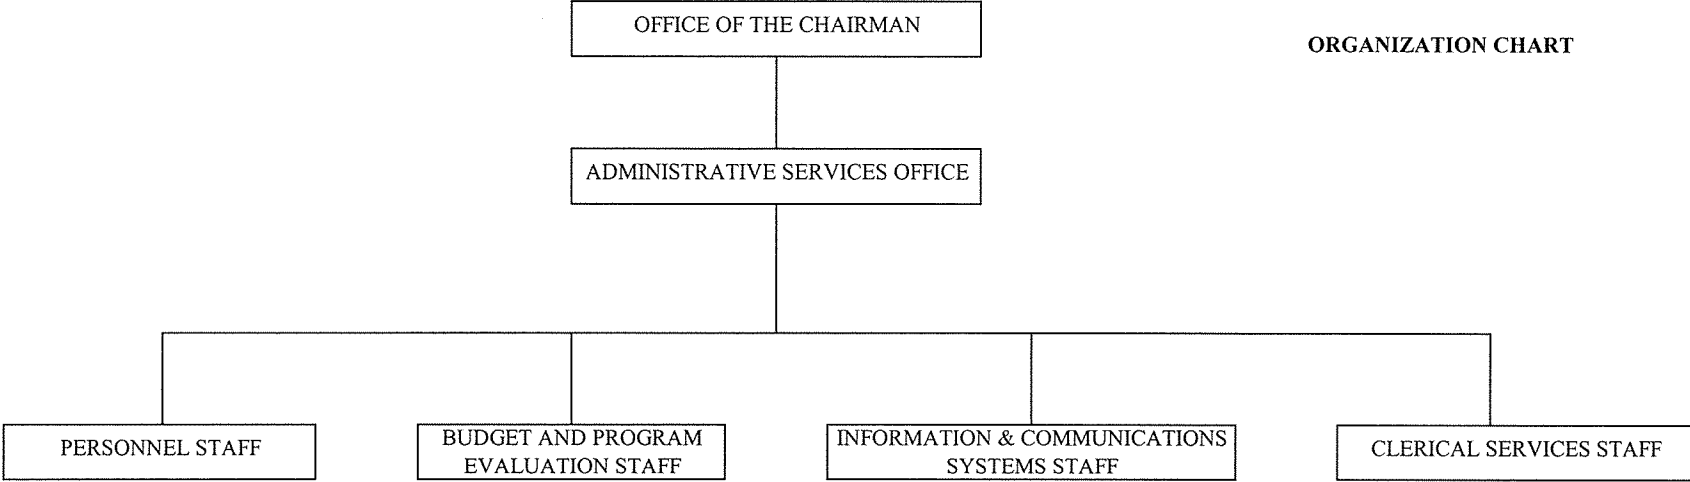 OFFICE OF THE CHAIRMAN
ORGANIZATION CHART
ADMINISTRATIVE SERVICES OFFICE
PERSONNEL STAFF
BUDGET AND PROGRAM
EVALUATION STAFF
INFORMATION & COMMUNICATIONS
SYSTEMS STAFF
CLERICAL SERVICES STAFF